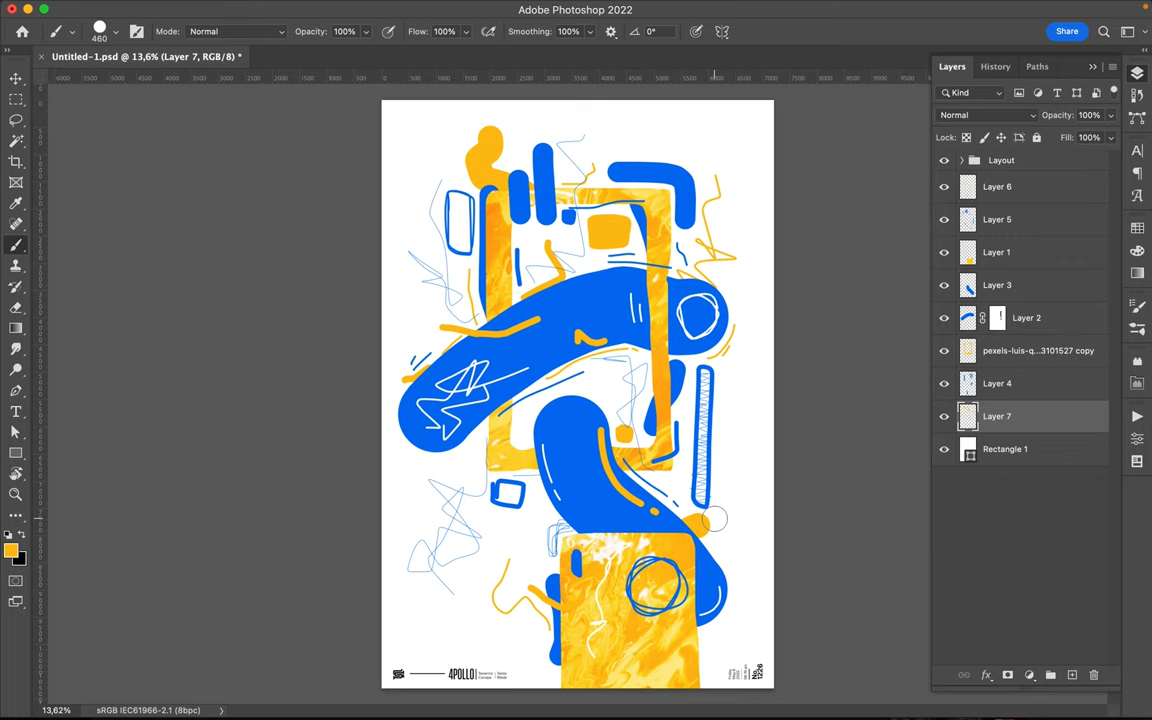 Adobe Photoshop 2022
460
Mode: Normal
Opacity: 100%
Flow: 100%
Smoothing: 100%
0°
Share
Untitled-1.psd @ 13,6% (Layer 7, RGB/8) *
Layers History Paths
Kind
Normal
Opacity: 100%
Lock:
Fill: 100%
Layout
Layer 6
Layer 5
Layer 1
Layer 3
Layer 2
pexels-luis-q...3101527 copy
Layer 4
Layer 7
Rectangle 1
4POLLO
No. 1226
13,62%
sRGB IEC61966-2.1 (8bpc)